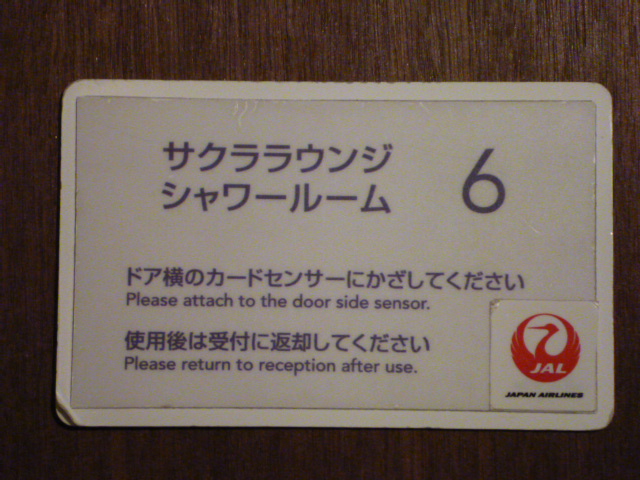 サクララウンジ
シャワールーム
6
ドア横のカードセンサーにかざしてください
Please attach to the door side sensor.
使用後は受付に返却してください
Please return to reception after use.
JAL
JAPAN AIRLINES